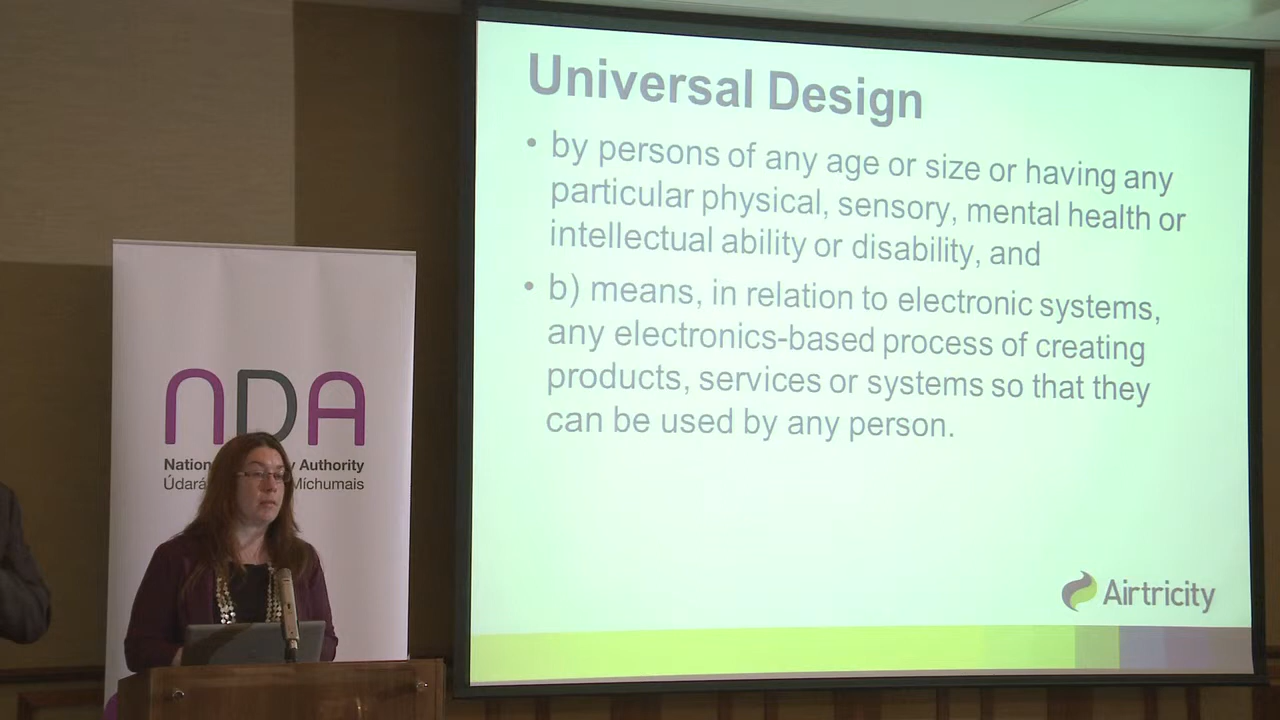 Universal Design
• by persons of any age or size or having any
particular physical, sensory, mental health or
intellectual ability or disability, and
• b) means, in relation to electronic systems,
any electronics-based process of creating
products, services or systems so that they
can be used by any person.
Airtricity
NDA
Nation y Authority
Údará Míchumais